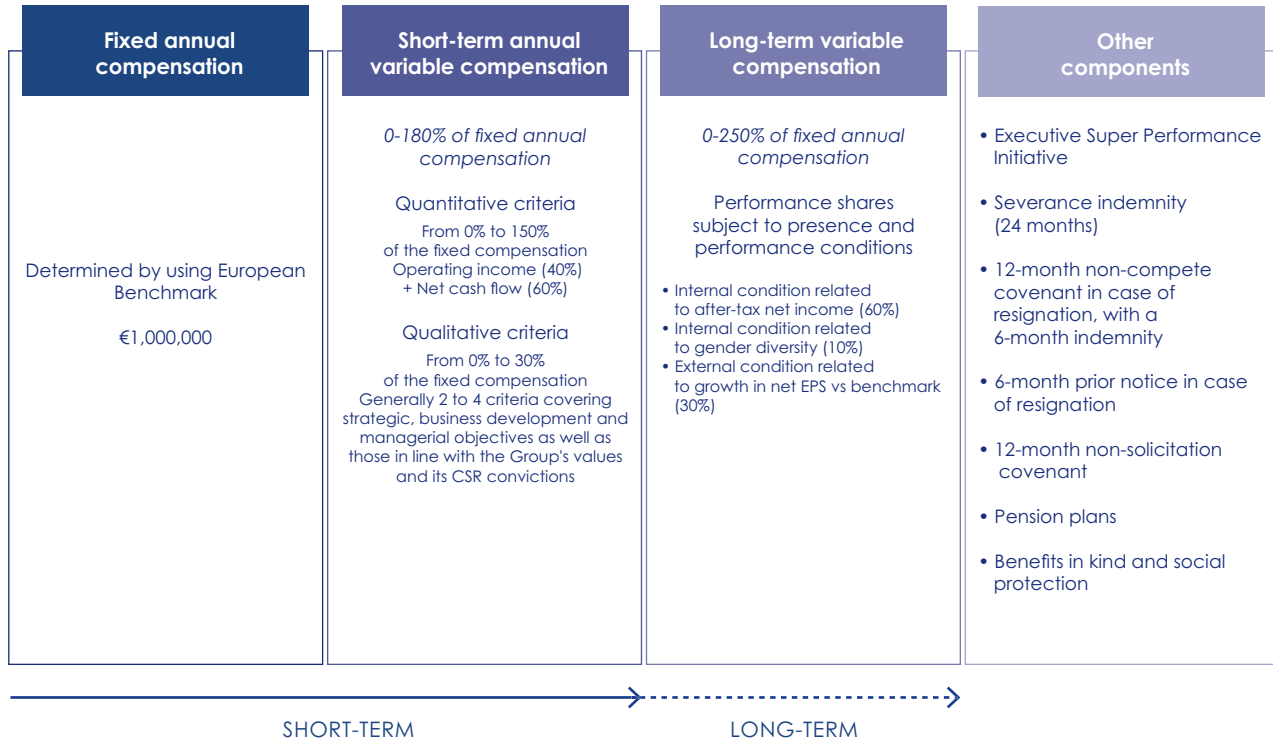 Fixed annual
compensation
Determined by using European
Benchmark
€1,000,000
Short-term annual
variable compensation
0-180% of fixed annual
compensation
Quantitative criteria
From 0% to 150%
of the fixed compensation
Operating income (40%)
+ Net cash flow (60%)
Qualitative criteria
From 0% to 30%
of the fixed compensation
Generally 2 to 4 criteria covering
strategic, business development and
managerial objectives as well as
those in line with the Group's values
and its CSR convictions
Long-term variable
compensation
0-250% of fixed annual
compensation
Performance shares
subject to presence and
performance conditions
• Internal condition related
to after-tax net income (60%)
• Internal condition related
to gender diversity (10%)
• External condition related
to growth in net EPS vs benchmark
(30%)
Other
components
• Executive Super Performance
Initiative
• Severance indemnity
(24 months)
• 12-month non-compete
covenant in case of
resignation, with a
6-month indemnity
• 6-month prior notice in case
of resignation
• 12-month non-solicitation
covenant
• Pension plans
• Benefits in kind and social
protection
SHORT-TERM
LONG-TERM